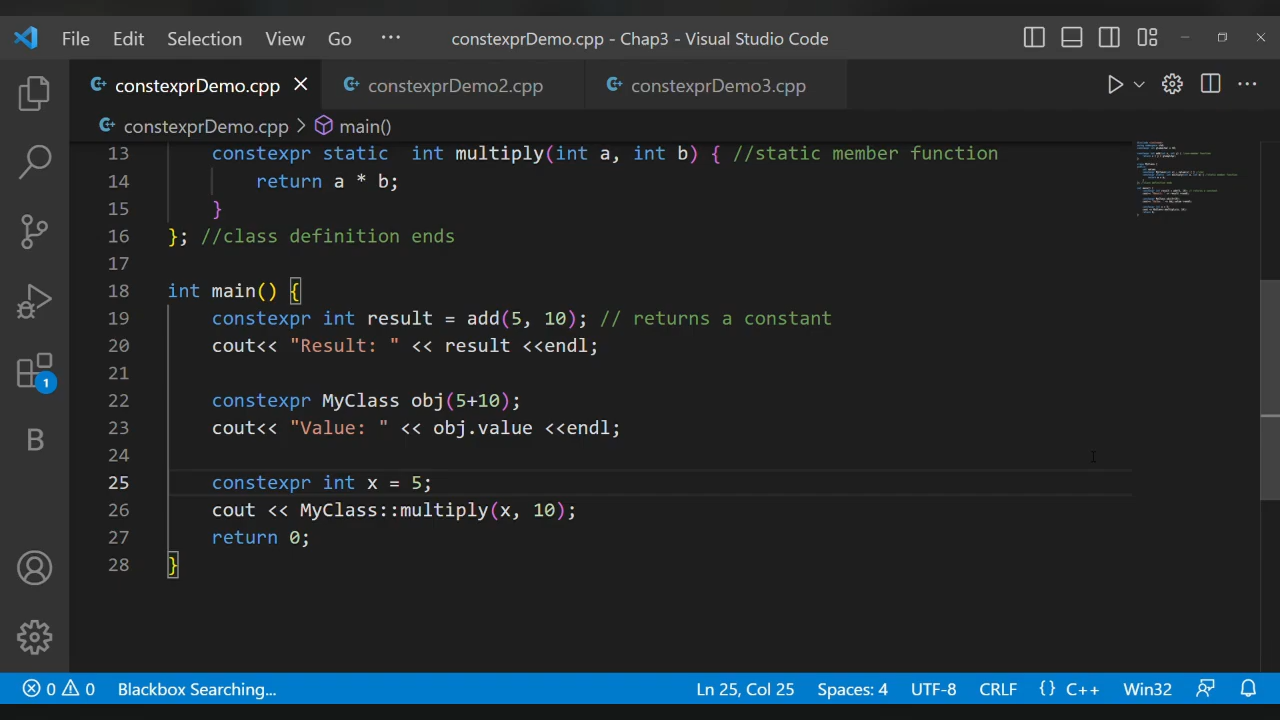 File Edit Selection View Go ··· constexprDemo.cpp - Chap3 - Visual Studio Code
constexprDemo.cpp constexprDemo2.cpp constexprDemo3.cpp
constexprDemo.cpp > main()
13 constexpr static  int multiply(int a, int b) { //static member function
14 return a * b;
15 }
16 }; //class definition ends
17
18 int main() {
19 constexpr int result = add(5, 10); // returns a constant
20 cout<< "Result: " << result <<endl;
21
22 constexpr MyClass obj(5+10);
23 cout<< "Value: " << obj.value <<endl;
24
25 constexpr int x = 5;
26 cout << MyClass::multiply(x, 10);
27 return 0;
28 }
1
B
0 0 Blackbox Searching... Ln 25, Col 25 Spaces: 4 UTF-8 CRLF {} C++ Win32